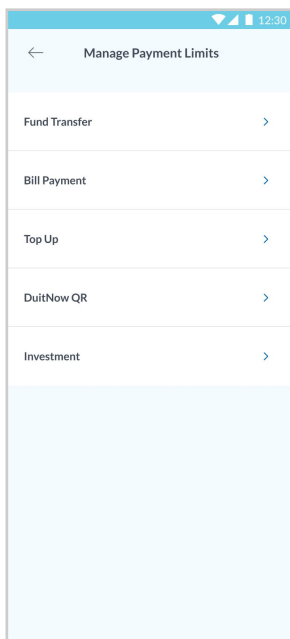 12:30
Manage Payment Limits
Fund Transfer
Bill Payment
Top Up
DuitNow QR
Investment